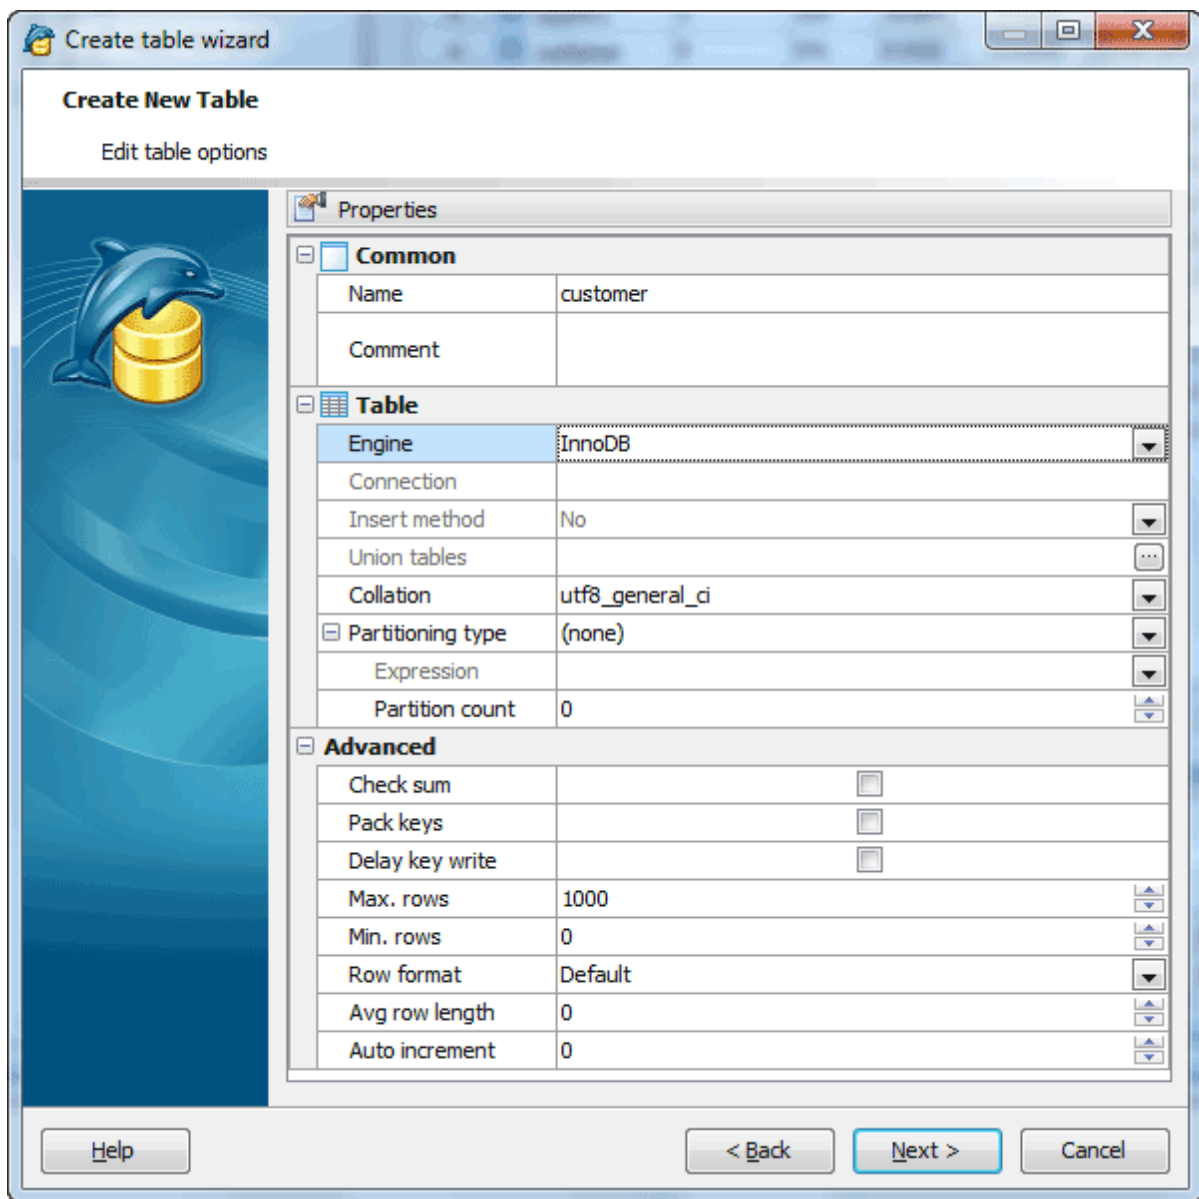 Create table wizard
Create New Table
Edit table options
Properties
Common
Name customer
Comment
Table
Engine InnoDB
Connection
Insert method No
Union tables ...
Collation utf8_general_ci
Partitioning type (none)
Expression
Partition count 0
Advanced
Check sum
Pack keys
Delay key write
Max. rows 1000
Min. rows 0
Row format Default
Avg row length 0
Auto increment 0
Help < Back Next > Cancel